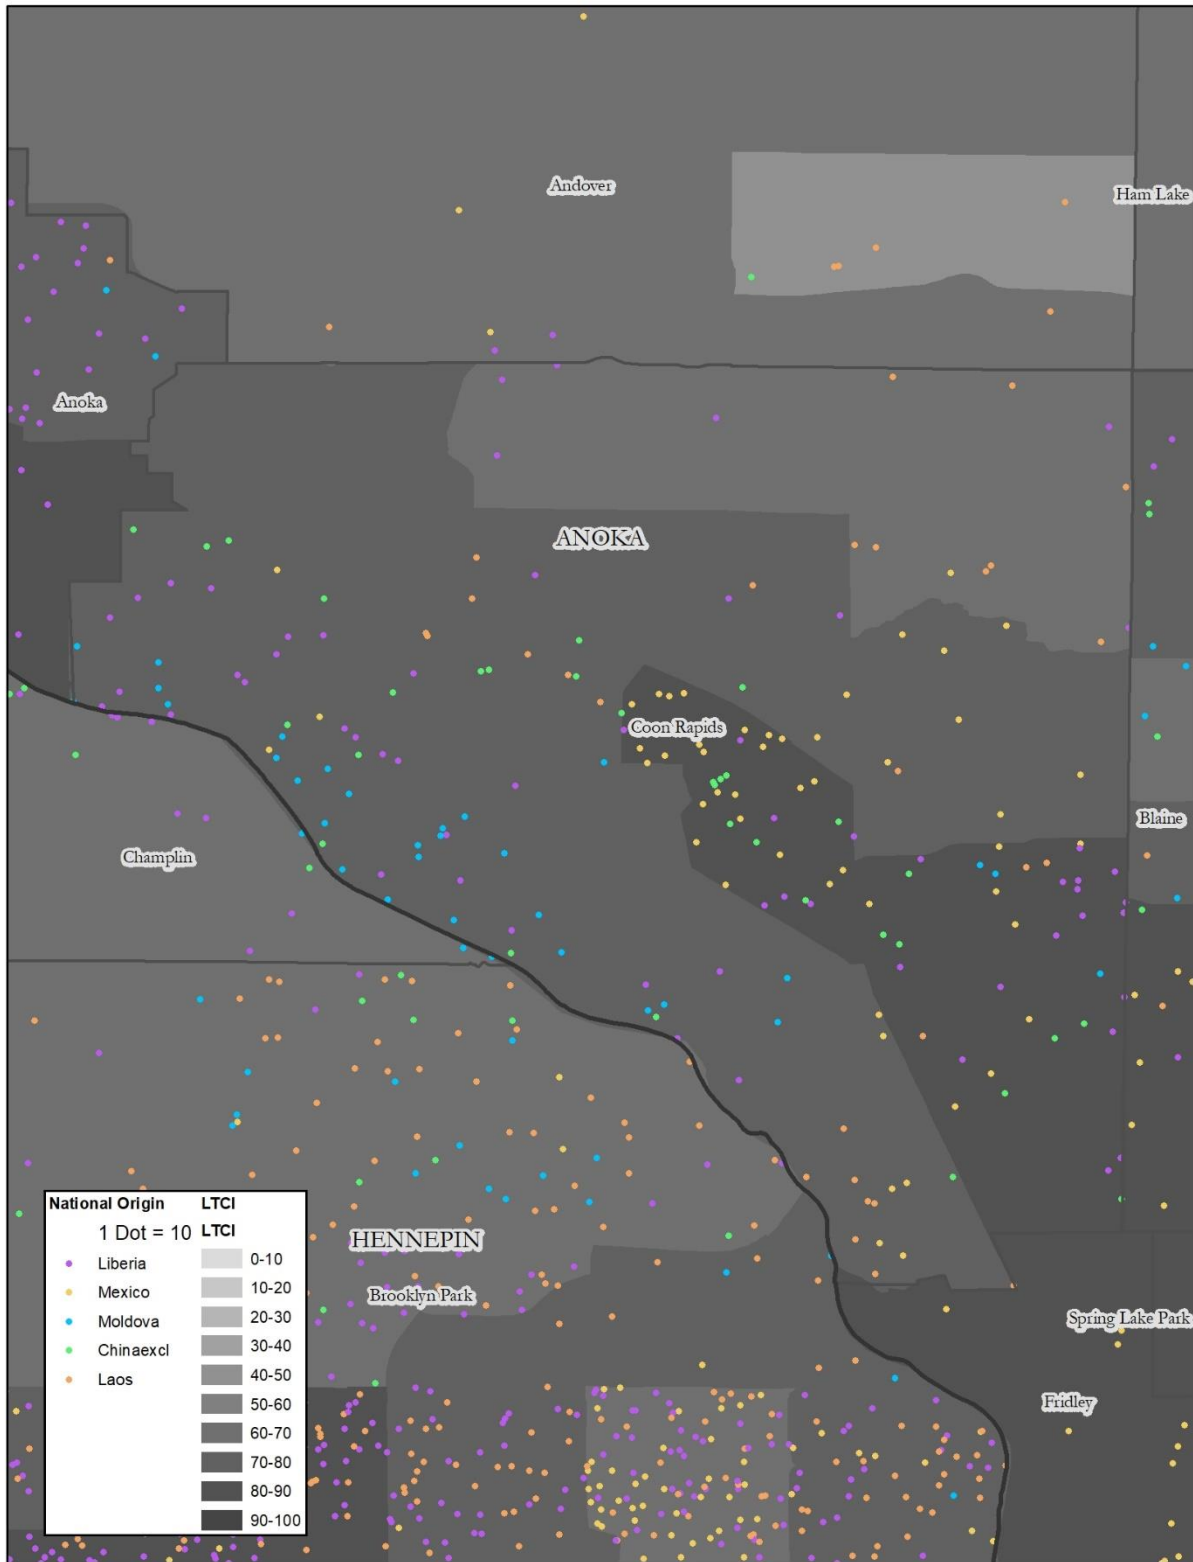 Andover
Ham Lake
Anoka
ANOKA
Coon Rapids
Blaine
Champlin
HENNEPIN
Brooklyn Park
Spring Lake Park
Fridley
National Origin LTCI
1 Dot = 10 LTCI
0-10
Liberia
10-20
Mexico
20-30
Moldova
30-40
Chinaexcl
40-50
Laos
50-60
60-70
70-80
80-90
90-100